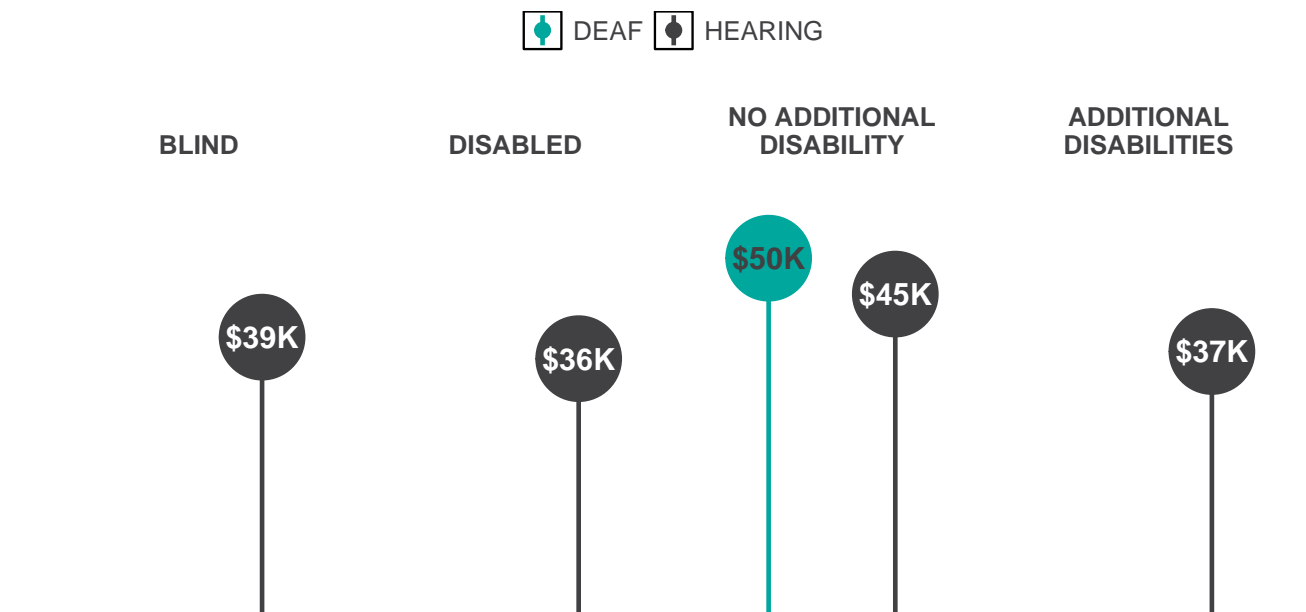 DEAF HEARING
BLIND
DISABLED
NO ADDITIONAL
DISABILITY
ADDITIONAL
DISABILITIES
$39K
$36K
$50K
$45K
$37K